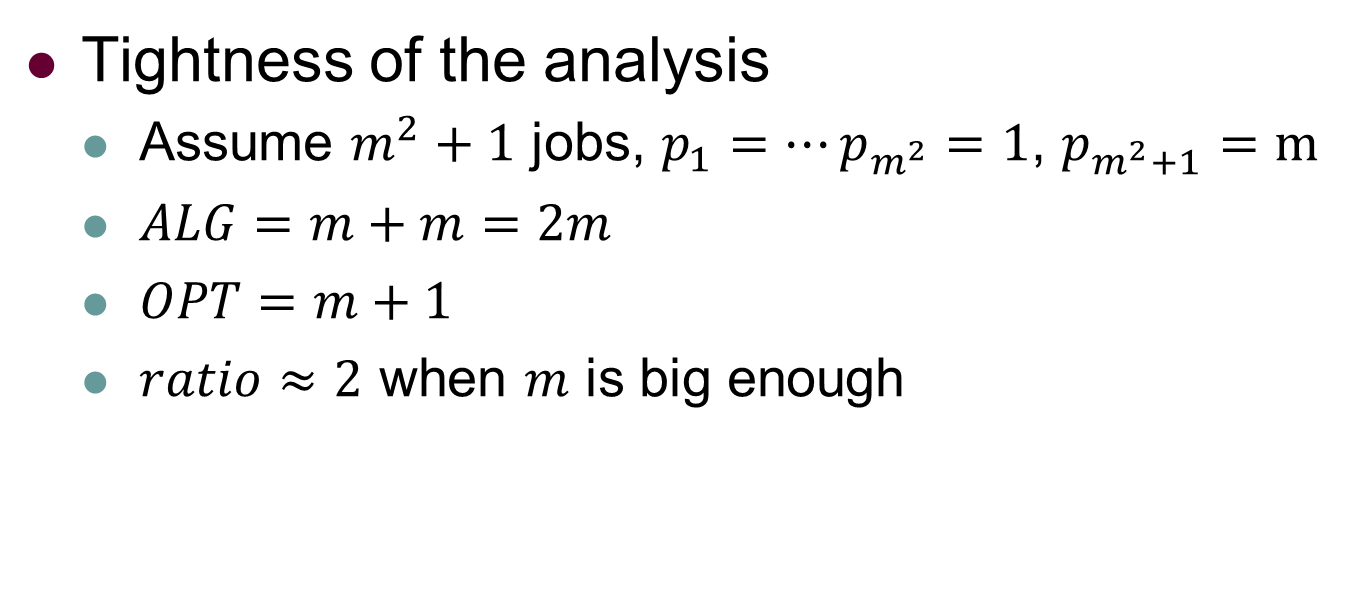 Tightness of the analysis
Assume m² + 1 jobs, p₁ = ⋯ p_{m²} = 1, p_{m²+1} = m
ALG = m + m = 2m
OPT = m + 1
ratio ≈ 2 when m is big enough